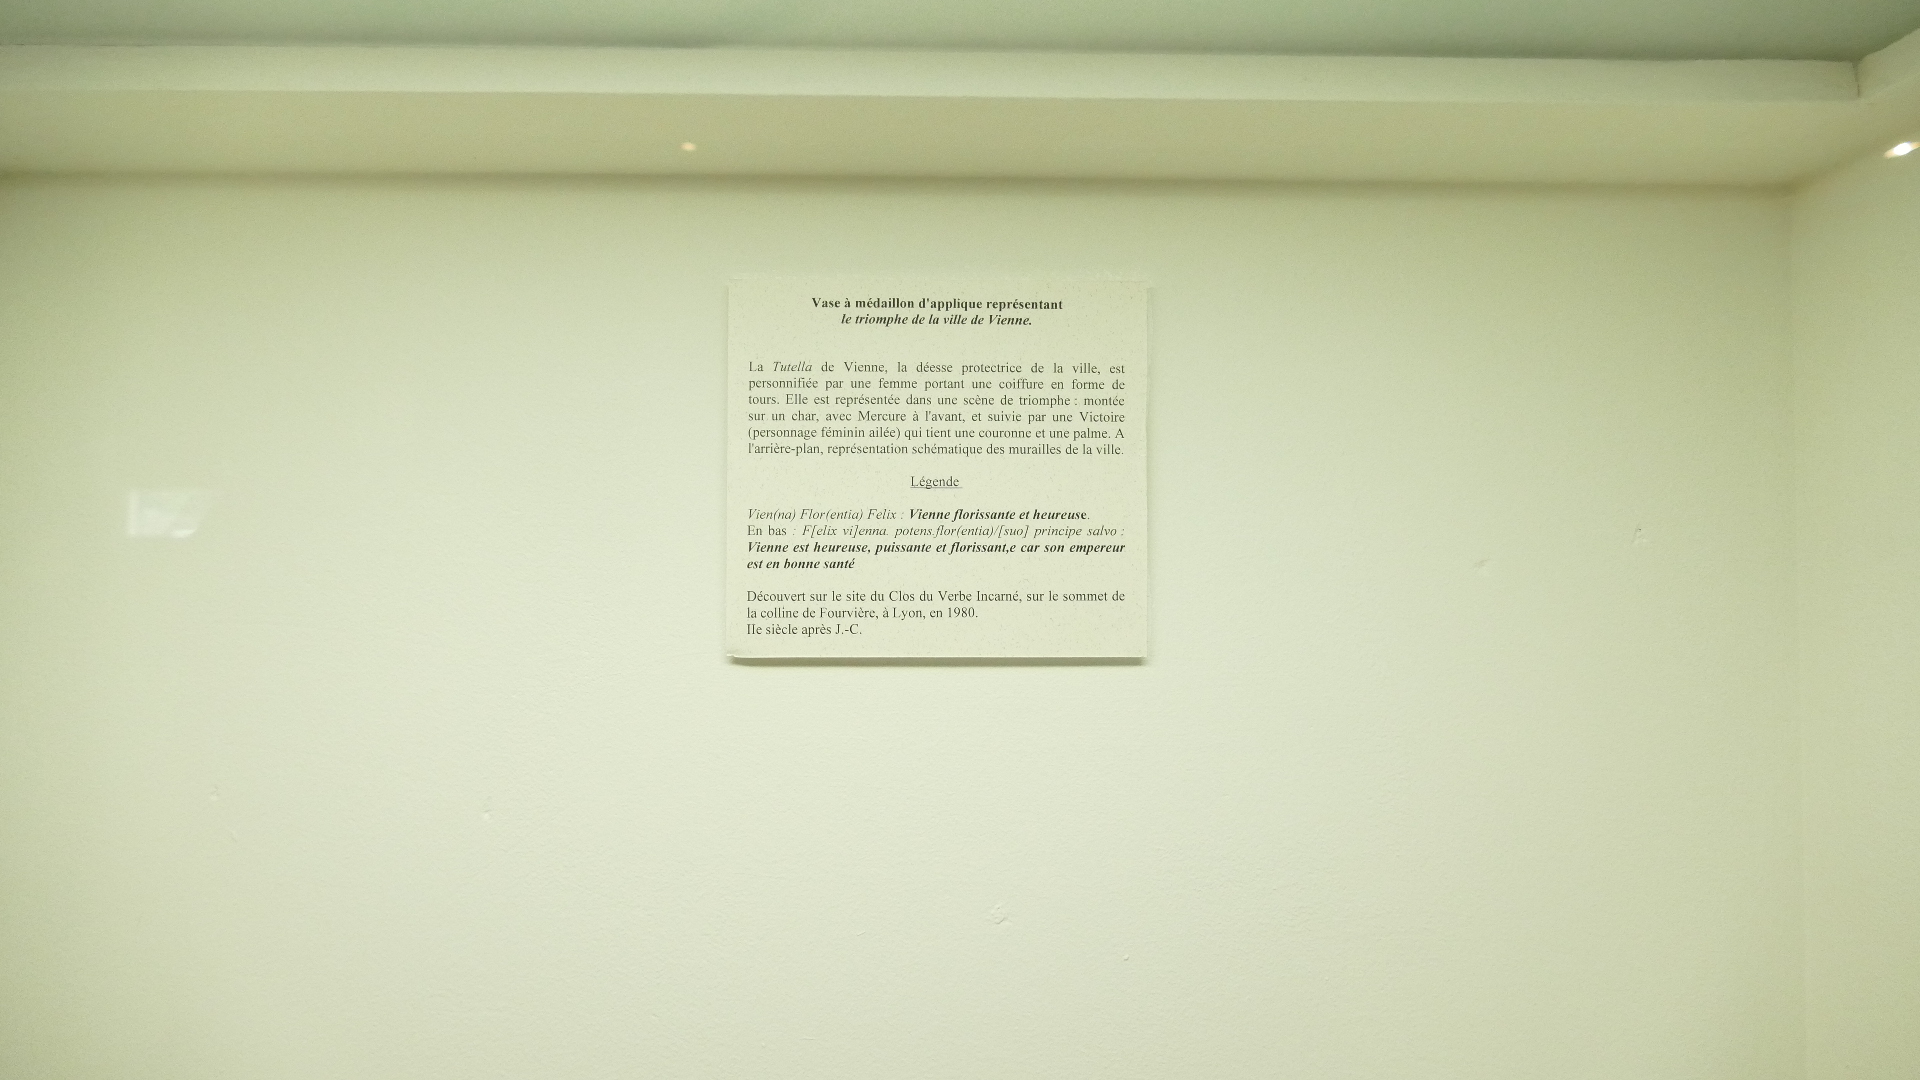 Vase à médaillon d'applique représentant
le triomphe de la ville de Vienne.
La Tutella de Vienne, la déesse protectrice de la ville, est
personnifiée par une femme portant une coiffure en forme de
tours. Elle est représentée dans une scène de triomphe : montée
sur un char, avec Mercure à l'avant, et suivie par une Victoire
(personnage féminin ailée) qui tient une couronne et une palme. A
l'arrière-plan, représentation schématique des murailles de la ville.
Légende
Vien(na) Flor(entia) Felix : Vienne florissante et heureuse.
En bas : F[elix vi]enna. potens.flor(entia)/[suo] principe salvo :
Vienne est heureuse, puissante et florissant,e car son empereur
est en bonne santé
Découvert sur le site du Clos du Verbe Incarné, sur le sommet de
la colline de Fourvière, à Lyon, en 1980.
IIe siècle après J.-C.